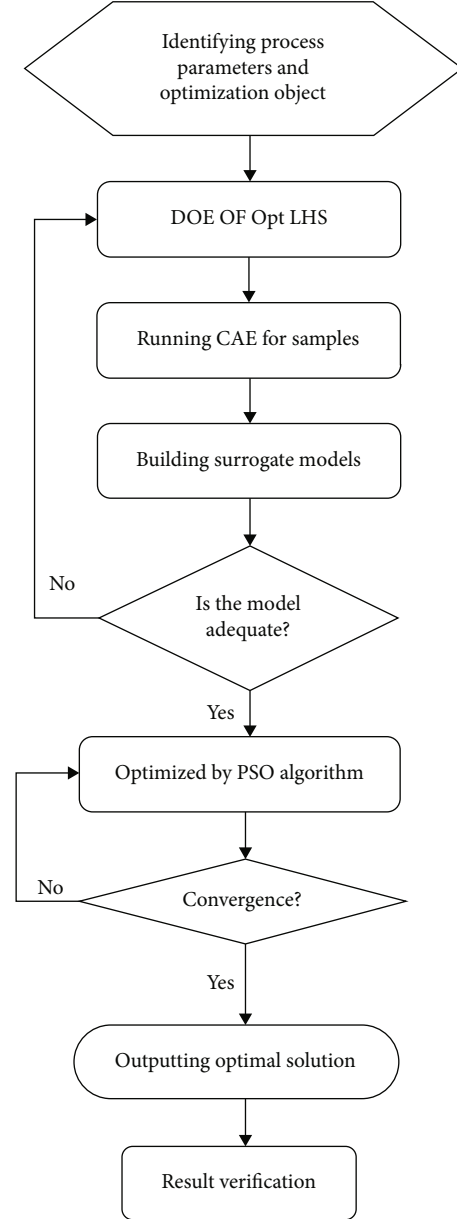 Identifying process
parameters and
optimization object
DOE OF Opt LHS
Running CAE for samples
Building surrogate models
No
Is the model
adequate?
Yes
Optimized by PSO algorithm
No
Convergence?
Yes
Outputting optimal solution
Result verification